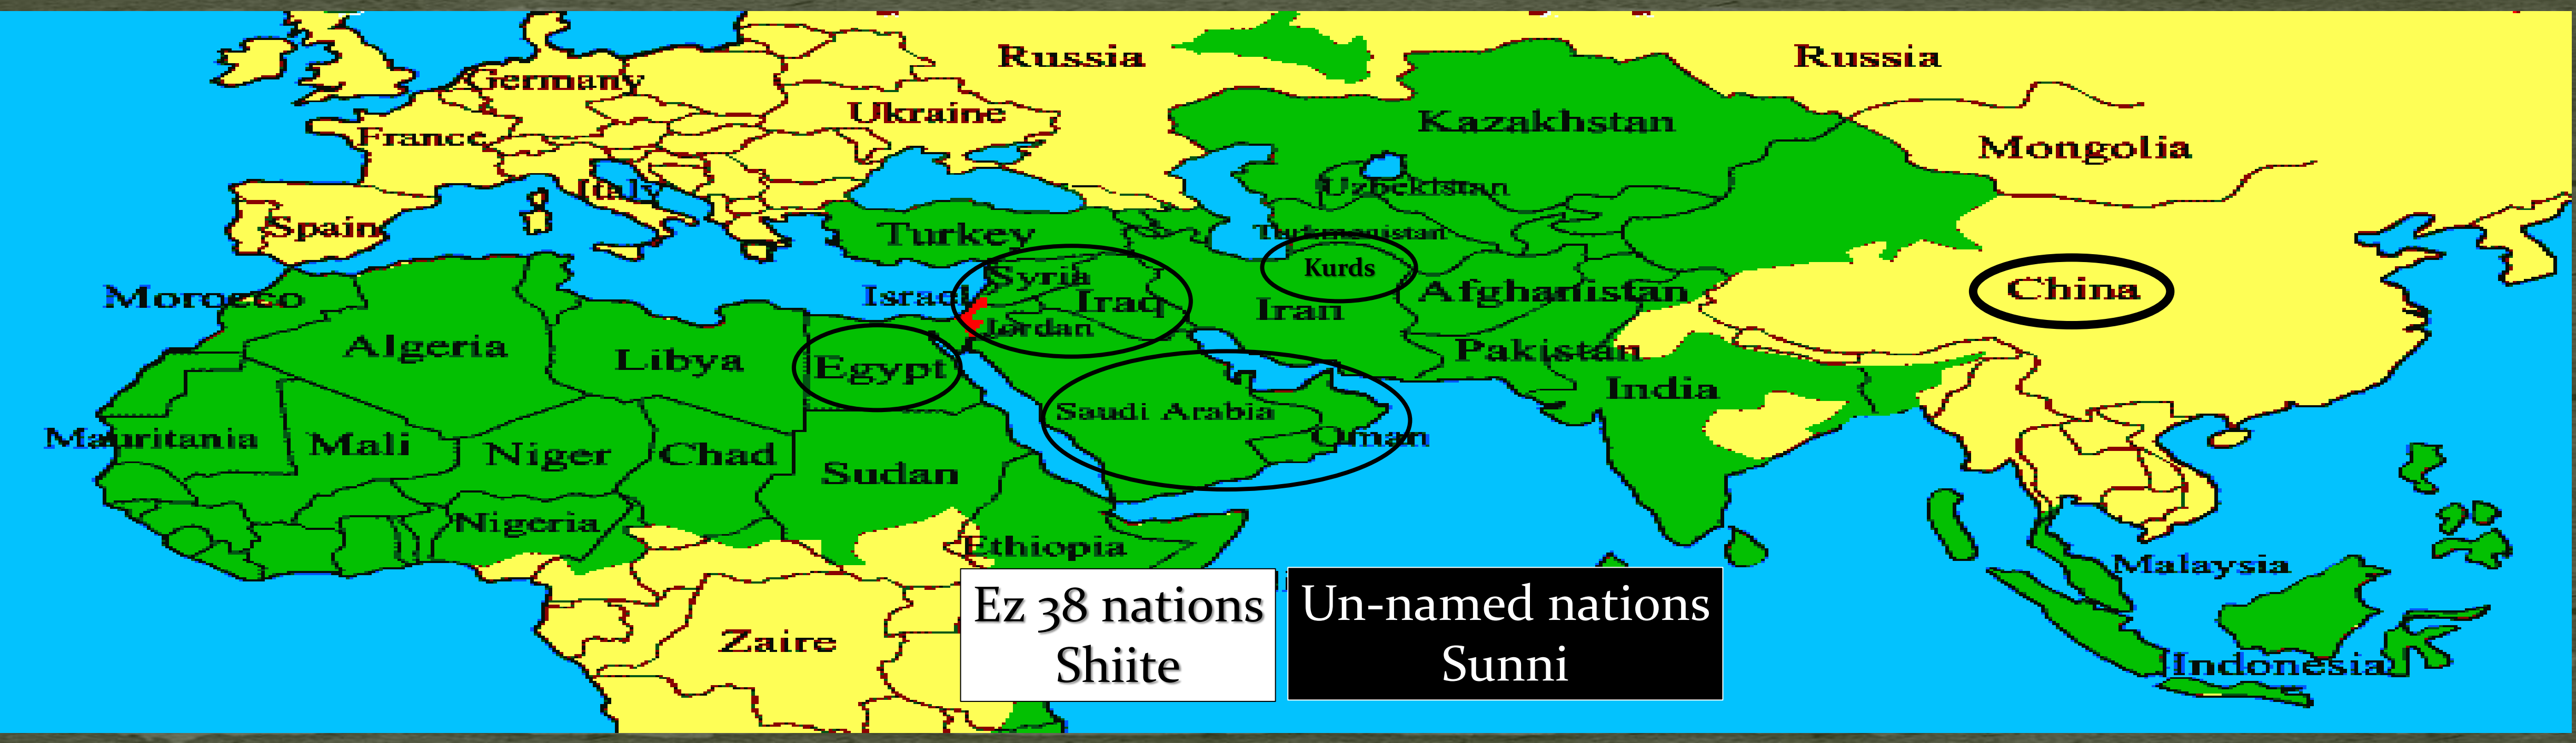 Russia
Russia
Germany
Ukraine
Kazakhstan
France
Mongolia
Italy
Uzbekistan
Spain
Turkey
Turkmenistan
Kurds
Syria
China
Morocco
Israel
Iraq
Iran
Afghanistan
Jordan
Algeria
Libya
Egypt
Pakistan
India
Saudi Arabia
Oman
Mauritania
Mali
Niger
Chad
Sudan
Nigeria
Ethiopia
Malaysia
Zaire
Indonesia
Ez 38 nations
Shiite
Un-named nations
Sunni